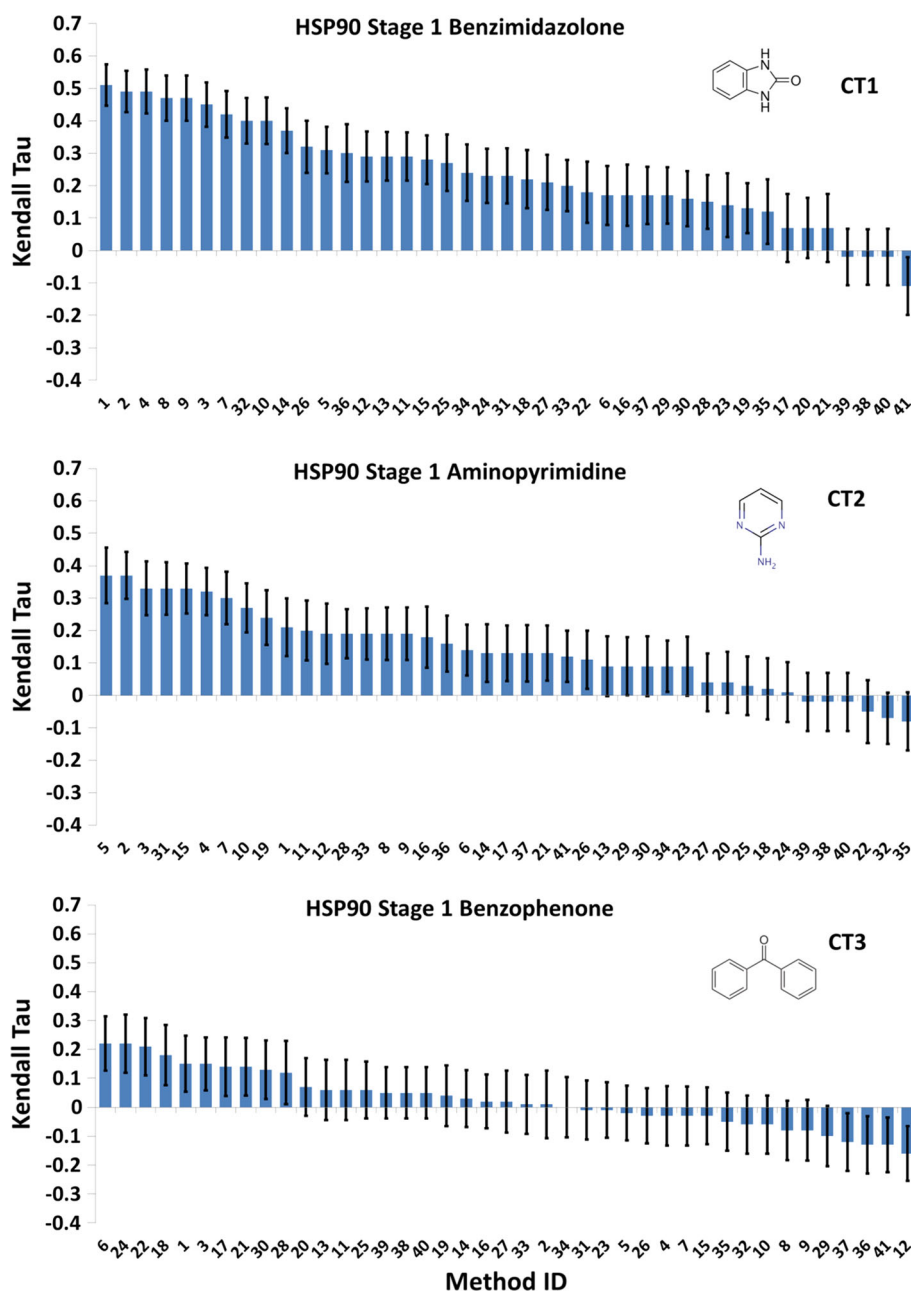 HSP90 Stage 1 Benzimidazolone
CT1
H
N
O
N
H
Kendall Tau
0.7
0.6
0.5
0.4
0.3
0.2
0.1
0
-0.1
-0.2
-0.3
-0.4
1 2 4 8 9 3 7 32 10 14 26 5 36 12 13 11 15 25 34 24 31 18 27 33 22 6 16 37 29 30 28 23 19 35 17 20 21 39 38 40 41
HSP90 Stage 1 Aminopyrimidine
CT2
N N
NH2
Kendall Tau
0.7
0.6
0.5
0.4
0.3
0.2
0.1
0
-0.1
-0.2
-0.3
-0.4
5 2 3 31 15 4 7 10 19 1 11 12 28 33 8 9 16 36 6 14 17 37 21 41 26 13 29 30 34 23 27 20 25 18 24 39 38 40 22 32 35
HSP90 Stage 1 Benzophenone
CT3
O
Kendall Tau
0.7
0.6
0.5
0.4
0.3
0.2
0.1
0
-0.1
-0.2
-0.3
-0.4
6 24 22 18 1 3 17 21 30 28 20 13 11 25 39 38 40 19 14 16 27 33 2 34 31 23 5 26 4 7 15 35 32 10 8 9 29 37 36 41 12
Method ID